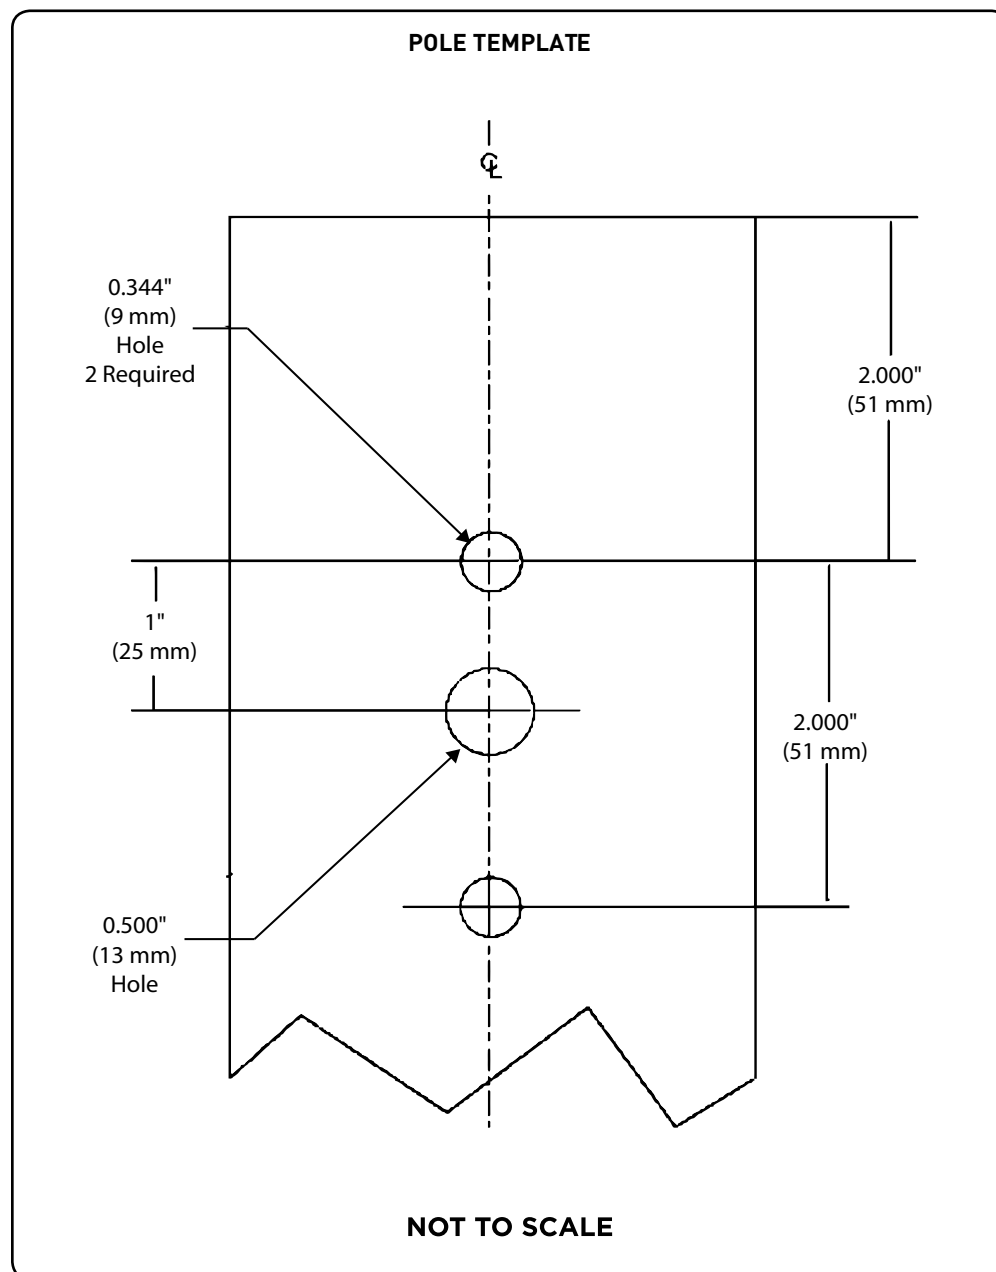 POLE TEMPLATE
℄
0.344"
(9 mm)
Hole
2 Required
2.000"
(51 mm)
1"
(25 mm)
2.000"
(51 mm)
0.500"
(13 mm)
Hole
NOT TO SCALE